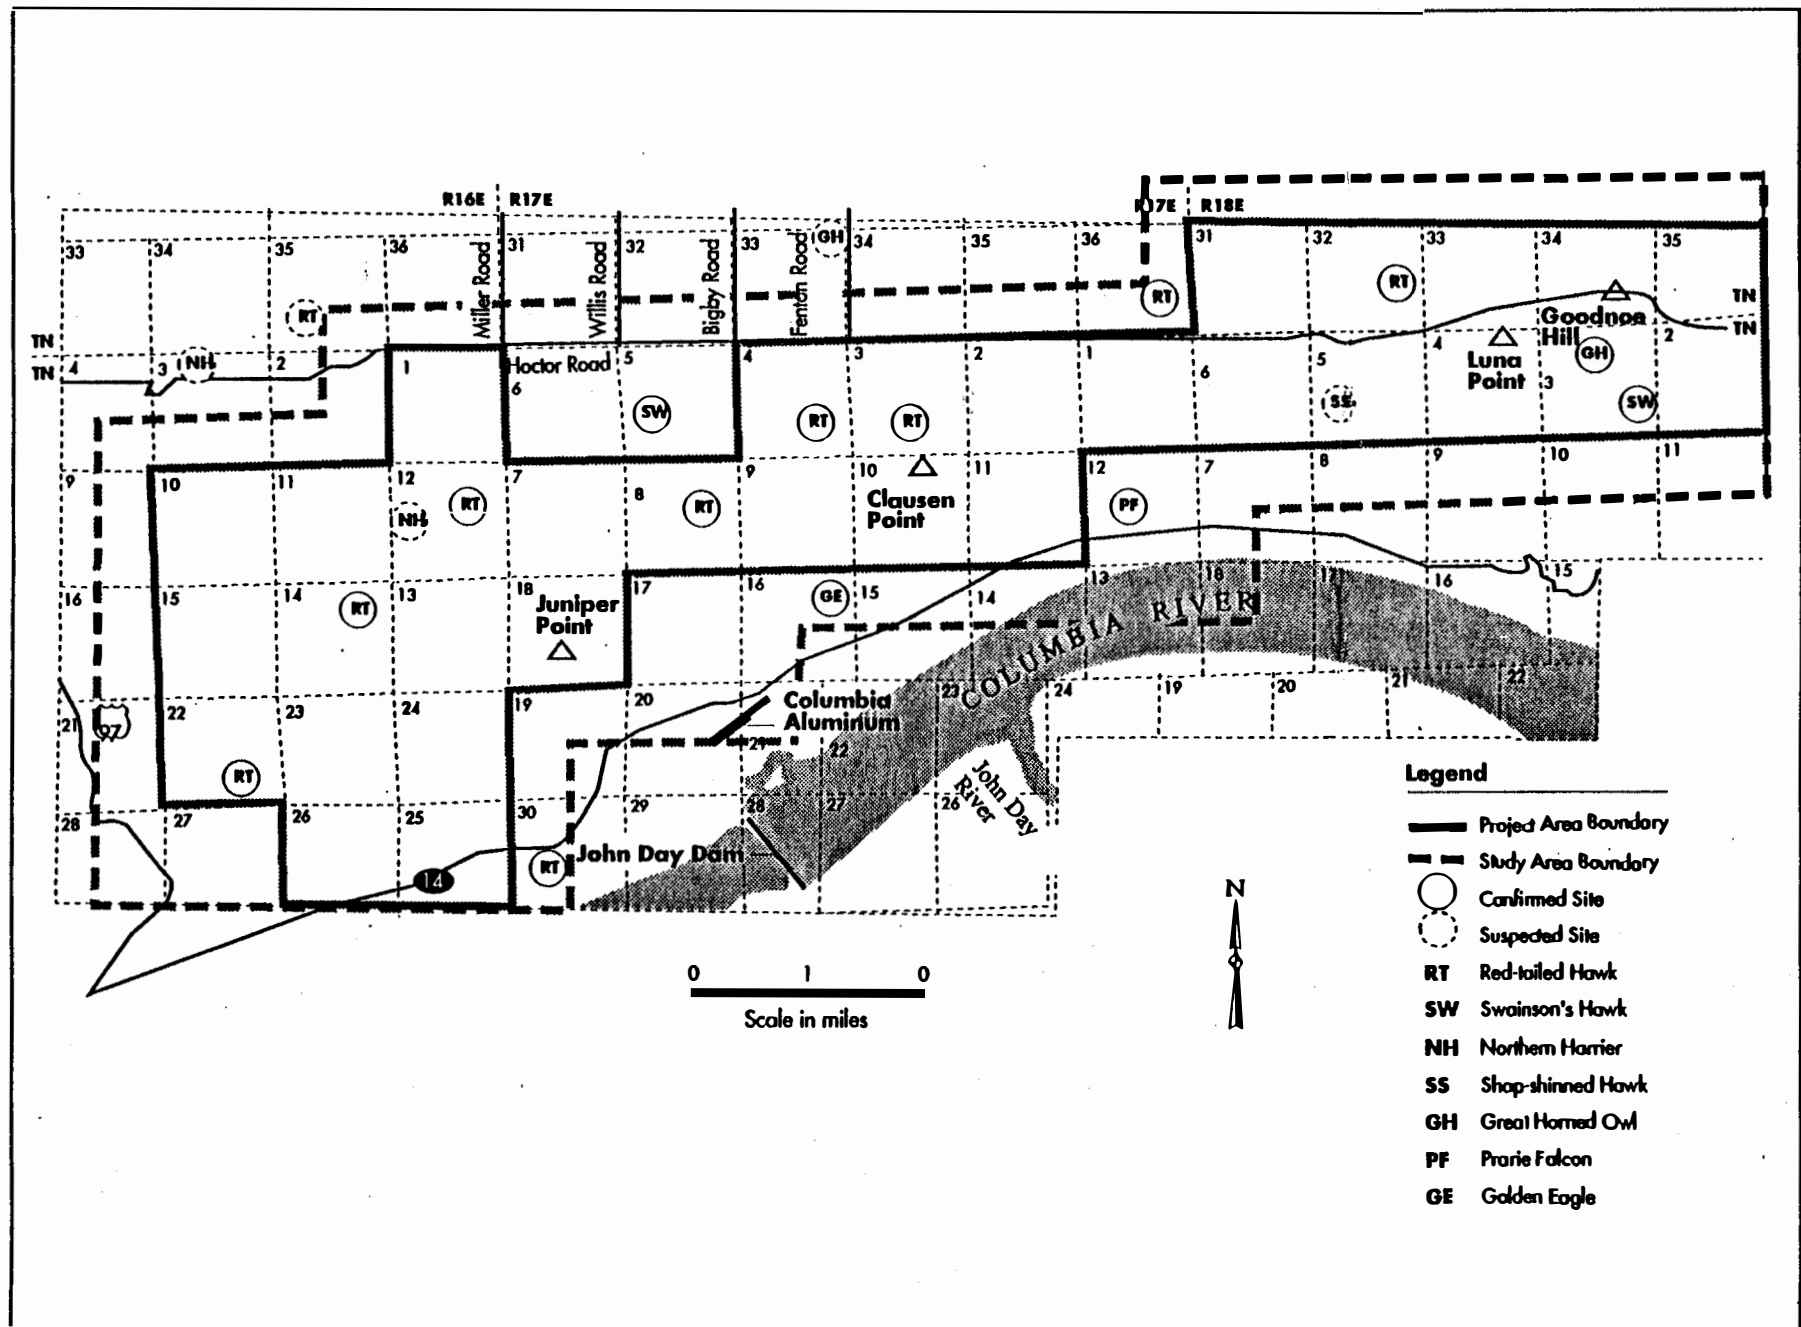 R16E R17E
R17E R18E
33 34 35 36 31 32 33 GH 34 35 36 31 32 33 34 35
Miller Road
Willis Road
Bigby Road
Fenton Road
RT RT RT
TN
TN
Goodnoe
Hill
TN
TN
4 3 NH 2 1
Hoctor Road
6 5 4 3 2 1 6 5 4 3 2
Luna
Point
GH
SW RT RT SS SW
9 10 11 12 7 8 9 10 11 12 7 8 9 10 11
NH RT RT PF
Clausen
Point
16 15 14 13 18 17 16 15 14 13 18 17 16 15
RT GE
Juniper
Point
COLUMBIA RIVER
21 22 23 24 19 20 21 22 23 24 19 20 21 22
97
Columbia
Aluminum
RT
John Day
River
28 27 26 25 30 29 28 27 26
14
RT
John Day Dam
N
0 1 0
Scale in miles
Legend
Project Area Boundary
Study Area Boundary
Confirmed Site
Suspected Site
RT Red-tailed Hawk
SW Swainson's Hawk
NH Northern Harrier
SS Shap-shinned Hawk
GH Great Horned Owl
PF Prarie Falcon
GE Golden Eagle